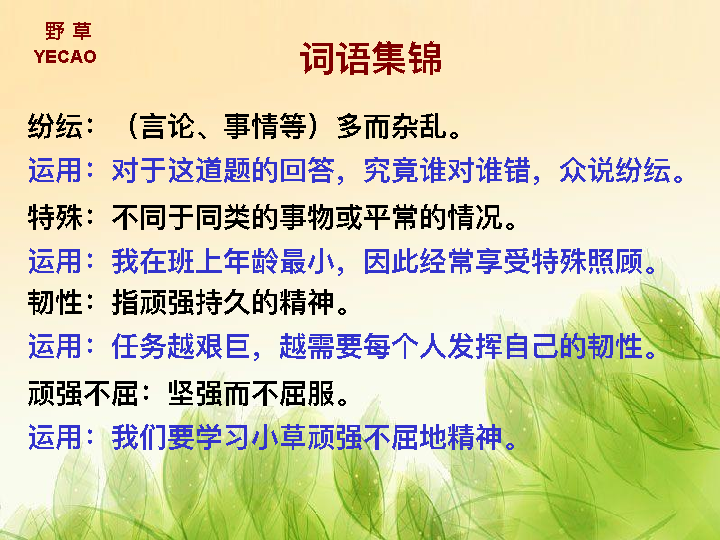 野草
YECAO
词语集锦
纷纭：（言论、事情等）多而杂乱。
运用：对于这道题的回答，究竟谁对谁错，众说纷纭。
特殊：不同于同类的事物或平常的情况。
运用：我在班上年龄最小，因此经常享受特殊照顾。
韧性：指顽强持久的精神。
运用：任务越艰巨，越需要每个人发挥自己的韧性。
顽强不屈：坚强而不屈服。
运用：我们要学习小草顽强不屈地精神。